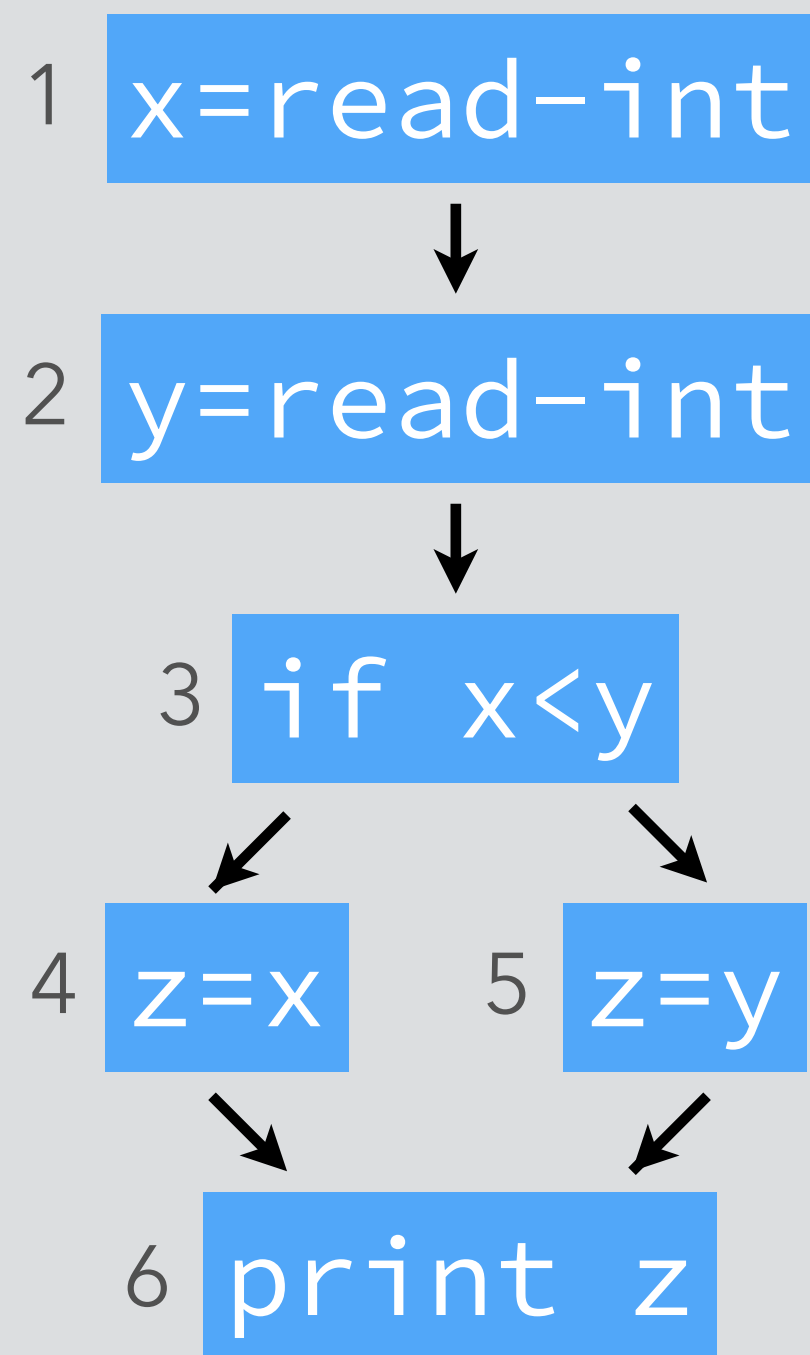 1 x=read-int
2 y=read-int
3 if x<y
4 z=x 5 z=y
6 print z